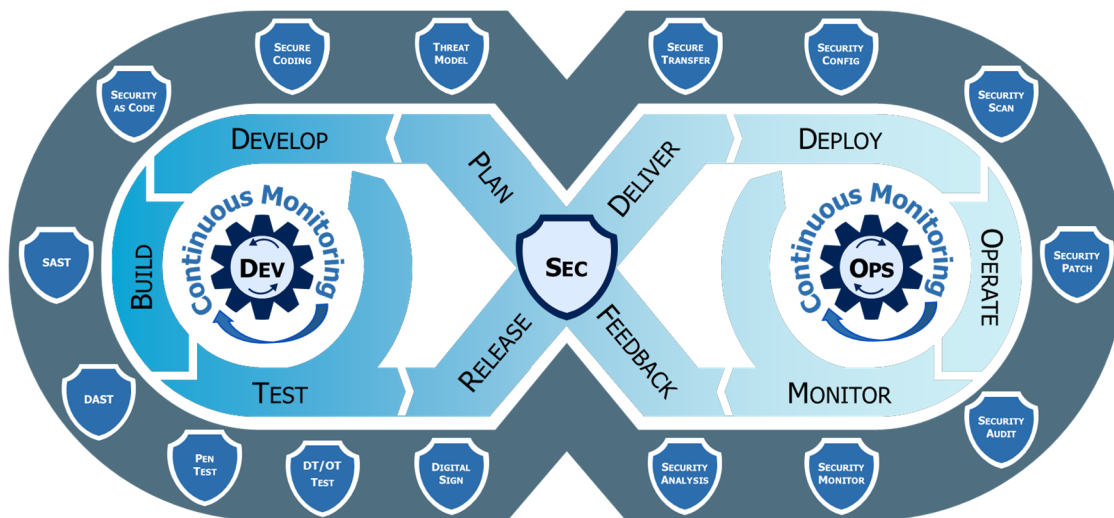 SECURE
CODING
THREAT
MODEL
SECURE
TRANSFER
SECURITY
CONFIG
SECURITY
AS CODE
SECURITY
SCAN
DEVELOP
PLAN
DELIVER
DEPLOY
Continuous Monitoring
DEV
SEC
Continuous Monitoring
OPS
SAST
BUILD
OPERATE
SECURITY
PATCH
TEST
RELEASE
FEEDBACK
MONITOR
DAST
SECURITY
AUDIT
PEN
TEST
DT/OT
TEST
DIGITAL
SIGN
SECURITY
ANALYSIS
SECURITY
MONITOR